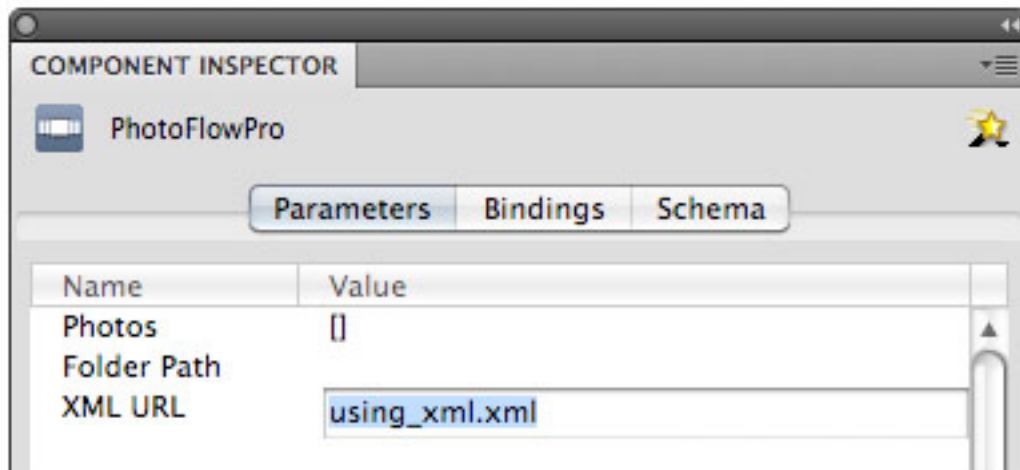 COMPONENT INSPECTOR
PhotoFlowPro
Parameters Bindings Schema
Name Value
Photos []
Folder Path
XML URL using_xml.xml